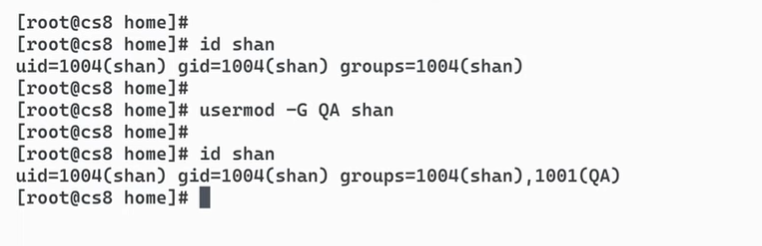 [root@cs8 home]#
[root@cs8 home]# id shan
uid=1004(shan) gid=1004(shan) groups=1004(shan)
[root@cs8 home]#
[root@cs8 home]# usermod -G QA shan
[root@cs8 home]#
[root@cs8 home]# id shan
uid=1004(shan) gid=1004(shan) groups=1004(shan),1001(QA)
[root@cs8 home]#